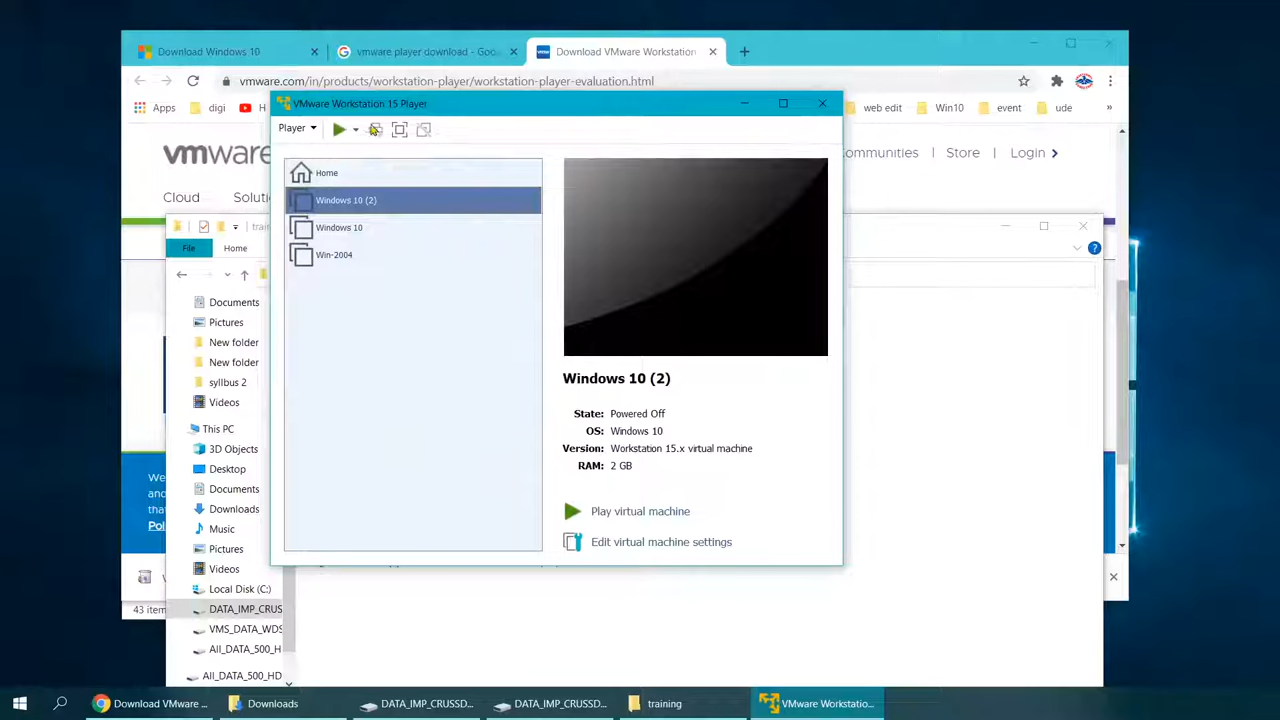 Download Windows 10
vmware player download - Goo
Download VMware Workstation
vmware.com/in/products/workstation-player/workstation-player-evaluation.html
Apps
digi
H
web edit
Win10
event
ude
»
VMware Workstation 15 Player
Player
vmware
ommunities
Store
Login
Cloud
Home
Windows 10 (2)
Windows 10
Win-2004
File
Home
Documents
Pictures
New folder
New folder
syllbus 2
Videos
This PC
3D Objects
Desktop
Documents
Downloads
Music
Pictures
Videos
Local Disk (C:)
DATA_IMP_CRUS
VMS_DATA_WDS
All_DATA_500_H
All_DATA_500_HD
We
and
Pol
43 item
Windows 10 (2)
State: Powered Off
OS: Windows 10
Version: Workstation 15.x virtual machine
RAM: 2 GB
Play virtual machine
Edit virtual machine settings
Download VMware ...
Downloads
DATA_IMP_CRUSSD...
DATA_IMP_CRUSSD...
training
VMware Workstatio...